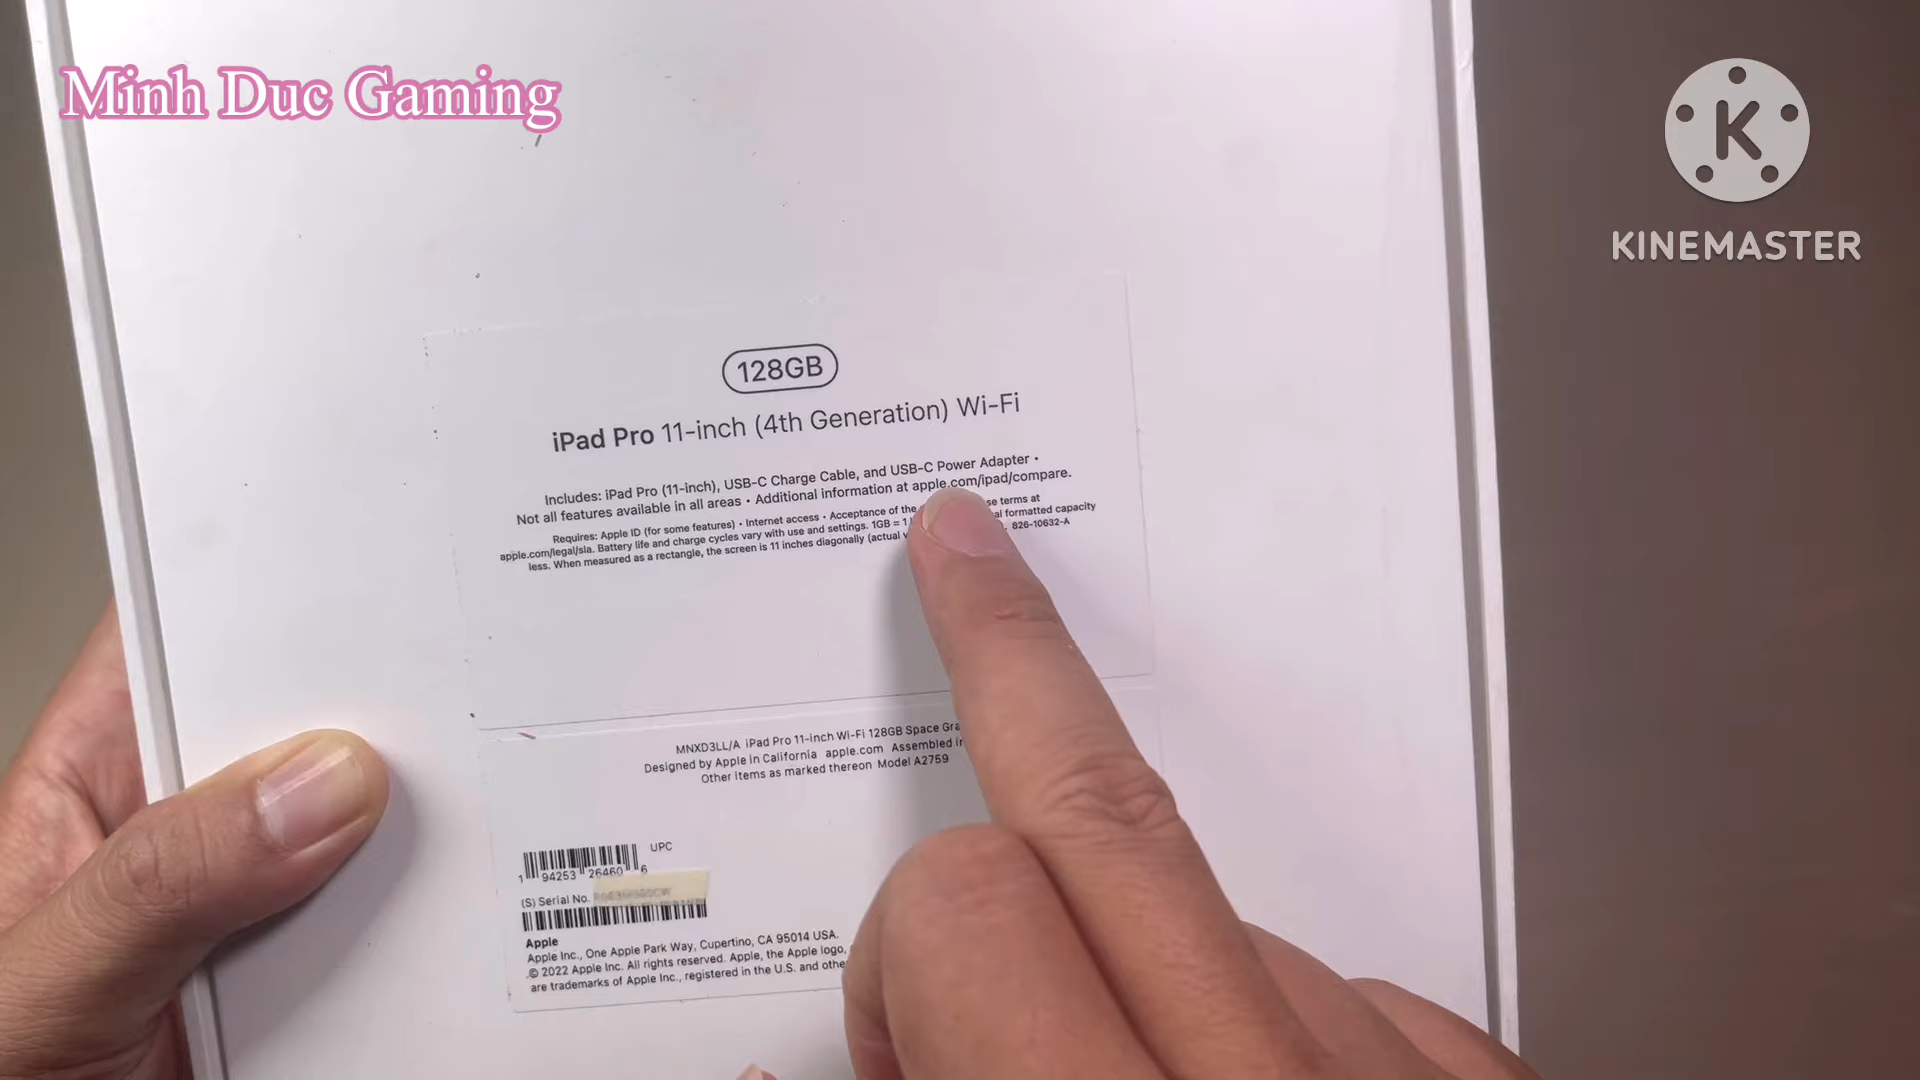 Minh Duc Gaming
K
KINEMASTER
128GB
iPad Pro 11-inch (4th Generation) Wi-Fi
Includes: iPad Pro (11-inch), USB-C Charge Cable, and USB-C Power Adapter •
Not all features available in all areas • Additional information at apple.com/ipad/compare.
Requires: Apple ID (for some features) • Internet access • Acceptance of the terms at
apple.com/legal/sla. Battery life and charge cycles vary with use and settings. 1GB = 1 formatted capacity
less. When measured as a rectangle, the screen is 11 inches diagonally (actual 826-10632-A
MNXD3LL/A iPad Pro 11-inch Wi-Fi 128GB Space
Designed by Apple in California apple.com Assembled
Other items as marked thereon Model A2759
UPC
1 94253 26460 6
(S) Serial No.
Apple
Apple Inc., One Apple Park Way, Cupertino, CA 95014 USA.
© 2022 Apple Inc. All rights reserved. Apple, the Apple logo,
are trademarks of Apple Inc., registered in the U.S. and